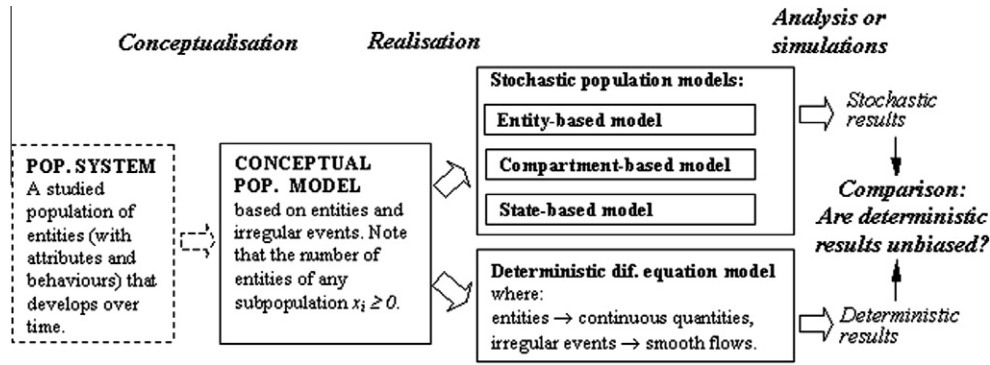 Conceptualisation
Realisation
Analysis or
simulations
POP. SYSTEM
A studied
population of
entities (with
attributes and
behaviours) that
develops over
time.
CONCEPTUAL
POP. MODEL
based on entities and
irregular events. Note
that the number of
entities of any
subpopulation xᵢ ≥ 0.
Stochastic population models:
Entity-based model
Compartment-based model
State-based model
Deterministic dif. equation model
where:
entities → continuous quantities,
irregular events → smooth flows.
Stochastic
results
Comparison:
Are deterministic
results unbiased?
Deterministic
results